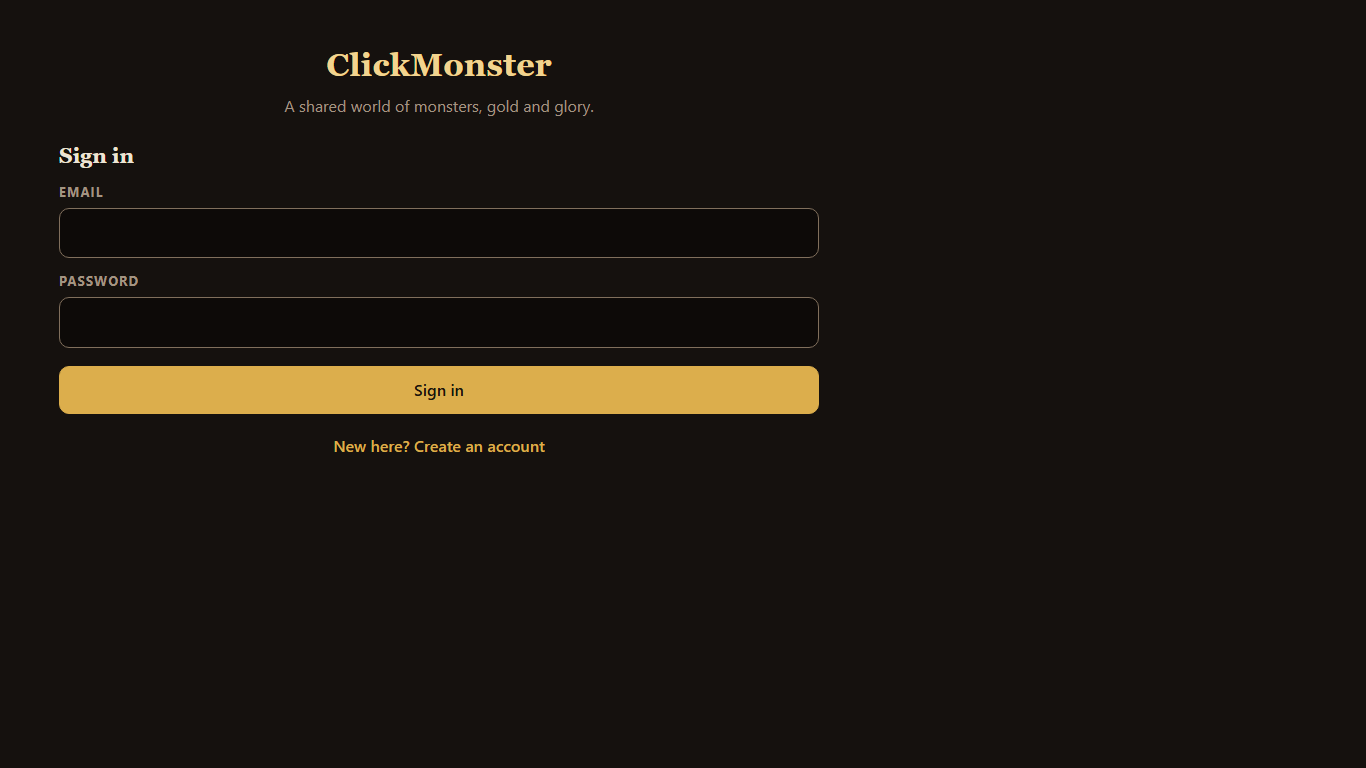 ClickMonster
A shared world of monsters, gold and glory.
Sign in
EMAIL
PASSWORD
Sign in
New here? Create an account